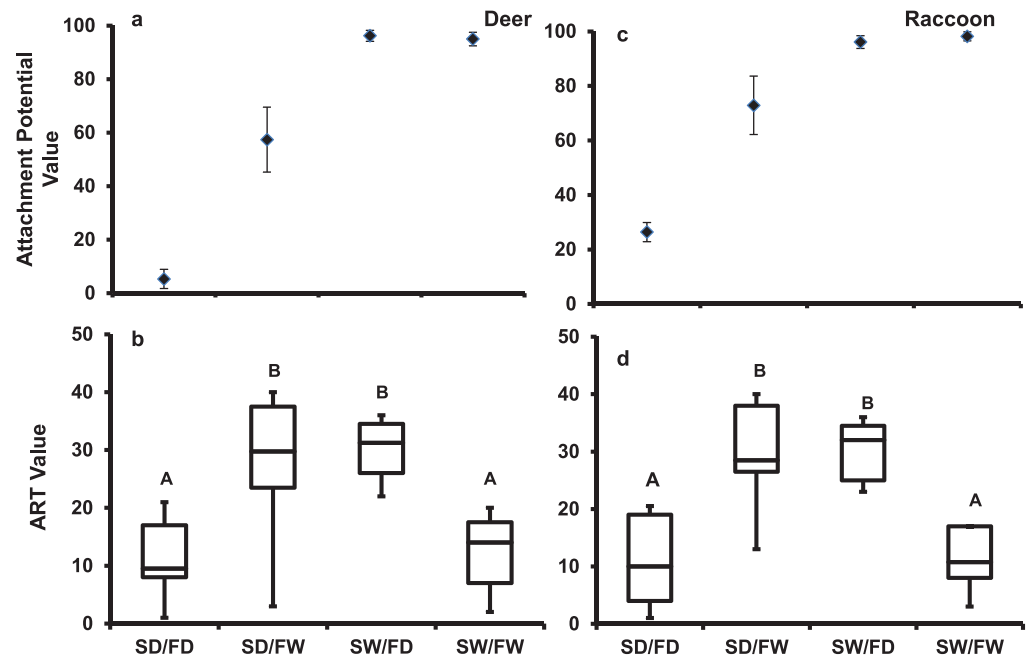 a
Deer
c
Raccoon
Attachment Potential
Value
100
80
60
40
20
0
100
80
60
40
20
0
b
d
ART Value
50
40
30
20
10
0
A
B
B
A
50
40
30
20
10
0
A
B
B
A
SD/FD SD/FW SW/FD SW/FW
SD/FD SD/FW SW/FD SW/FW